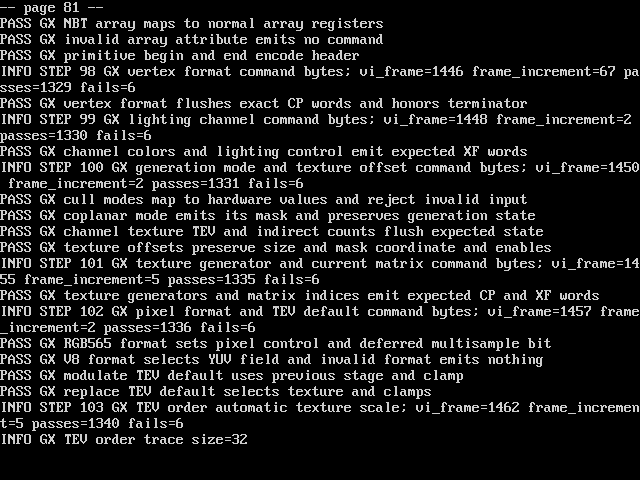 -- page 81 --
PASS GX NBT array maps to normal array registers
PASS GX invalid array attribute emits no command
PASS GX primitive begin and end encode header
INFO STEP 98 GX vertex format command bytes; vi_frame=1446 frame_increment=67 pa
sses=1329 fails=6
PASS GX vertex format flushes exact CP words and honors terminator
INFO STEP 99 GX lighting channel command bytes; vi_frame=1448 frame_increment=2
passes=1330 fails=6
PASS GX channel colors and lighting control emit expected XF words
INFO STEP 100 GX generation mode and texture offset command bytes; vi_frame=1450
 frame_increment=2 passes=1331 fails=6
PASS GX cull modes map to hardware values and reject invalid input
PASS GX coplanar mode emits its mask and preserves generation state
PASS GX channel texture TEV and indirect counts flush expected state
PASS GX texture offsets preserve size and mask coordinate and enables
INFO STEP 101 GX texture generator and current matrix command bytes; vi_frame=14
55 frame_increment=5 passes=1335 fails=6
PASS GX texture generators and matrix indices emit expected CP and XF words
INFO STEP 102 GX pixel format and TEV default command bytes; vi_frame=1457 frame
_increment=2 passes=1336 fails=6
PASS GX RGB565 format sets pixel control and deferred multisample bit
PASS GX V8 format selects YUV field and invalid format emits nothing
PASS GX modulate TEV default uses previous stage and clamp
PASS GX replace TEV default selects texture and clamps
INFO STEP 103 GX TEV order automatic texture scale; vi_frame=1462 frame_incremen
t=5 passes=1340 fails=6
INFO GX TEV order trace size=32